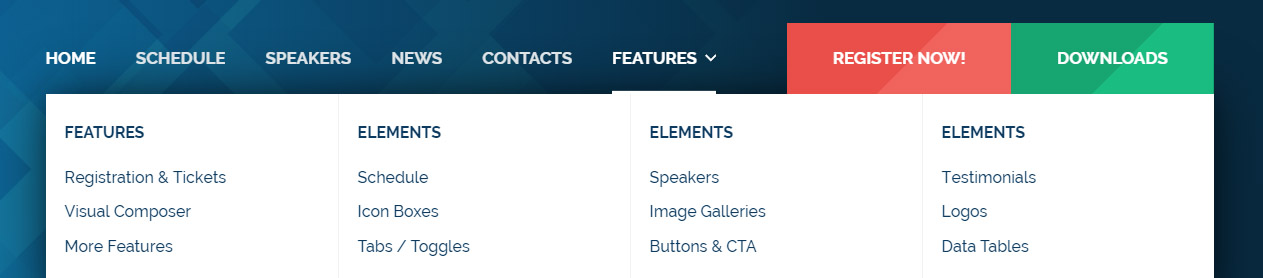 HOME SCHEDULE SPEAKERS NEWS CONTACTS FEATURES REGISTER NOW! DOWNLOADS
FEATURES
Registration & Tickets
Visual Composer
More Features
ELEMENTS
Schedule
Icon Boxes
Tabs / Toggles
ELEMENTS
Speakers
Image Galleries
Buttons & CTA
ELEMENTS
Testimonials
Logos
Data Tables